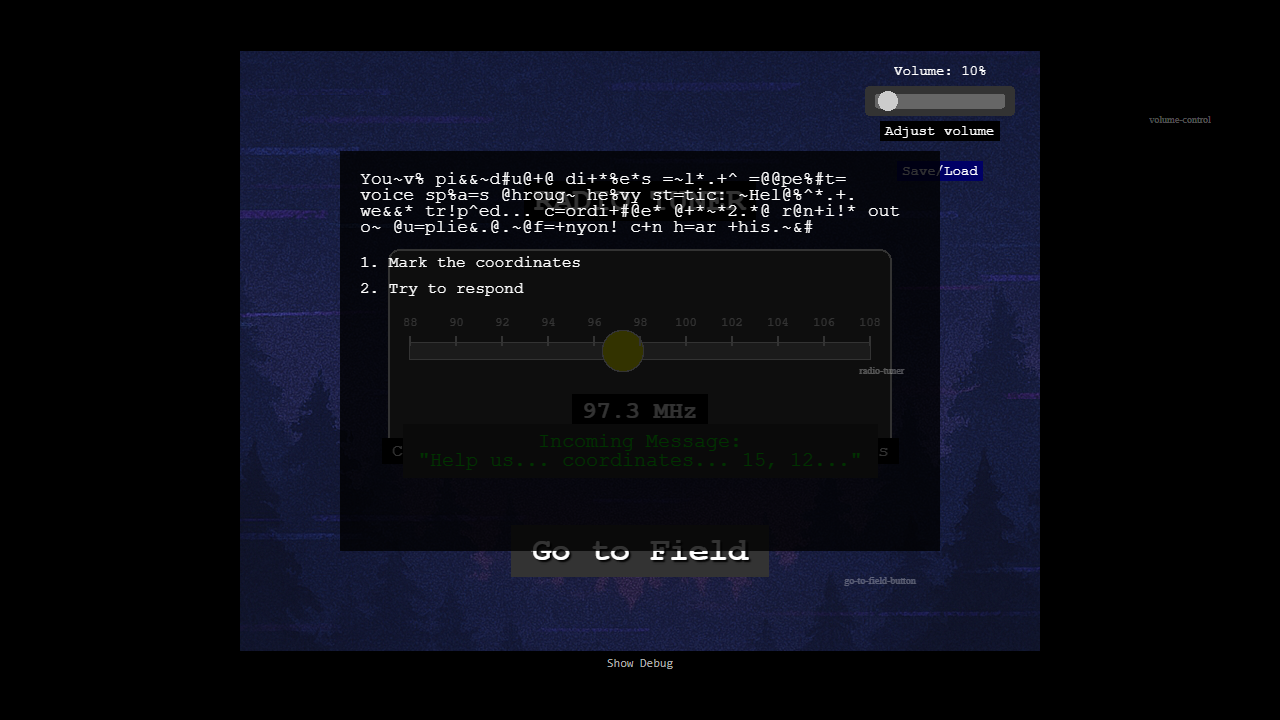 Volume: 10%
volume-control
Adjust volume
Save/Load
RADIO TUNER
You~v% pi&&~d#u@+@ di+*%e*s =~l*.+^ =@@pe%#t=
voice sp%a=s @hroug~ he%vy st=tic: ~Hel@%^*.+.
we&&* tr!p^ed... c=ordi+#@e* @+*~*2.*@ r@n+i!* out
o~ @u=plie&.@.~@f=+nyon! c+n h=ar +his.~&#
1. Mark the coordinates
2. Try to respond
88 90 92 94 96 98 100 102 104 106 108
radio-tuner
97.3 MHz
Incoming Message:
"Help us... coordinates... 15, 12..."
Go to Field
go-to-field-button
Show Debug